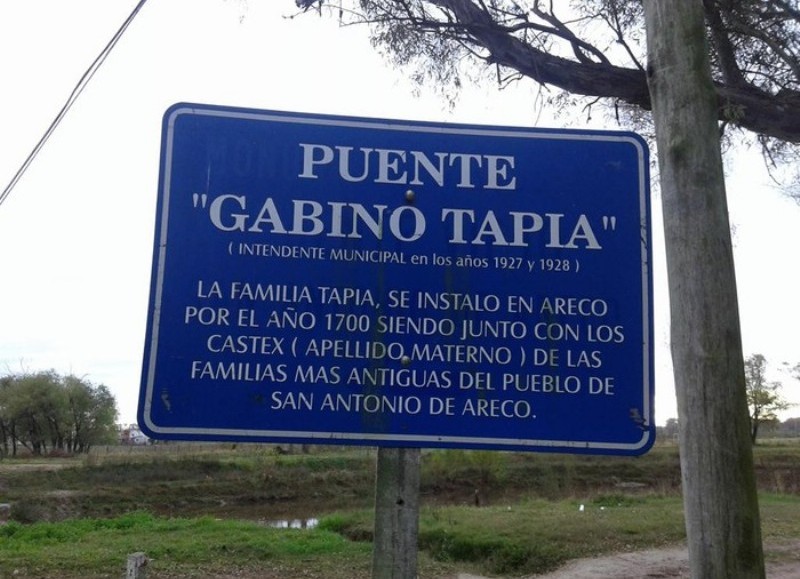 PUENTE
"GABINO TAPIA"
( INTENDENTE MUNICIPAL en los años 1927 y 1928 )
LA FAMILIA TAPIA, SE INSTALO EN ARECO
POR EL AÑO 1700 SIENDO JUNTO CON LOS
CASTEX ( APELLIDO MATERNO ) DE LAS
FAMILIAS MAS ANTIGUAS DEL PUEBLO DE
SAN ANTONIO DE ARECO.